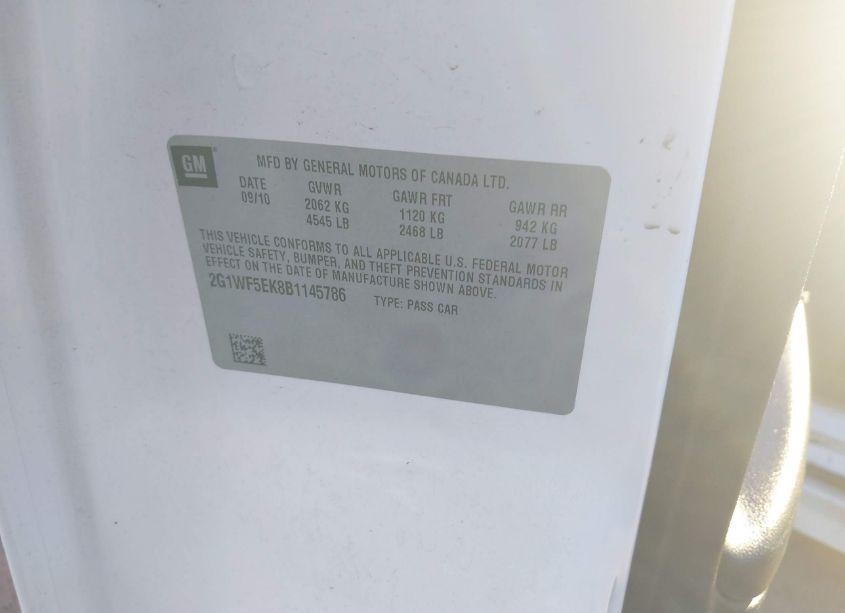 GM
MFD BY GENERAL MOTORS OF CANADA LTD.
DATE GVWR GAWR FRT GAWR RR
09/10 2062 KG 1120 KG 942 KG
4545 LB 2468 LB 2077 LB
THIS VEHICLE CONFORMS TO ALL APPLICABLE U.S. FEDERAL MOTOR
VEHICLE SAFETY, BUMPER, AND THEFT PREVENTION STANDARDS IN
EFFECT ON THE DATE OF MANUFACTURE SHOWN ABOVE.
2G1WF5EK8B1145786 TYPE: PASS CAR